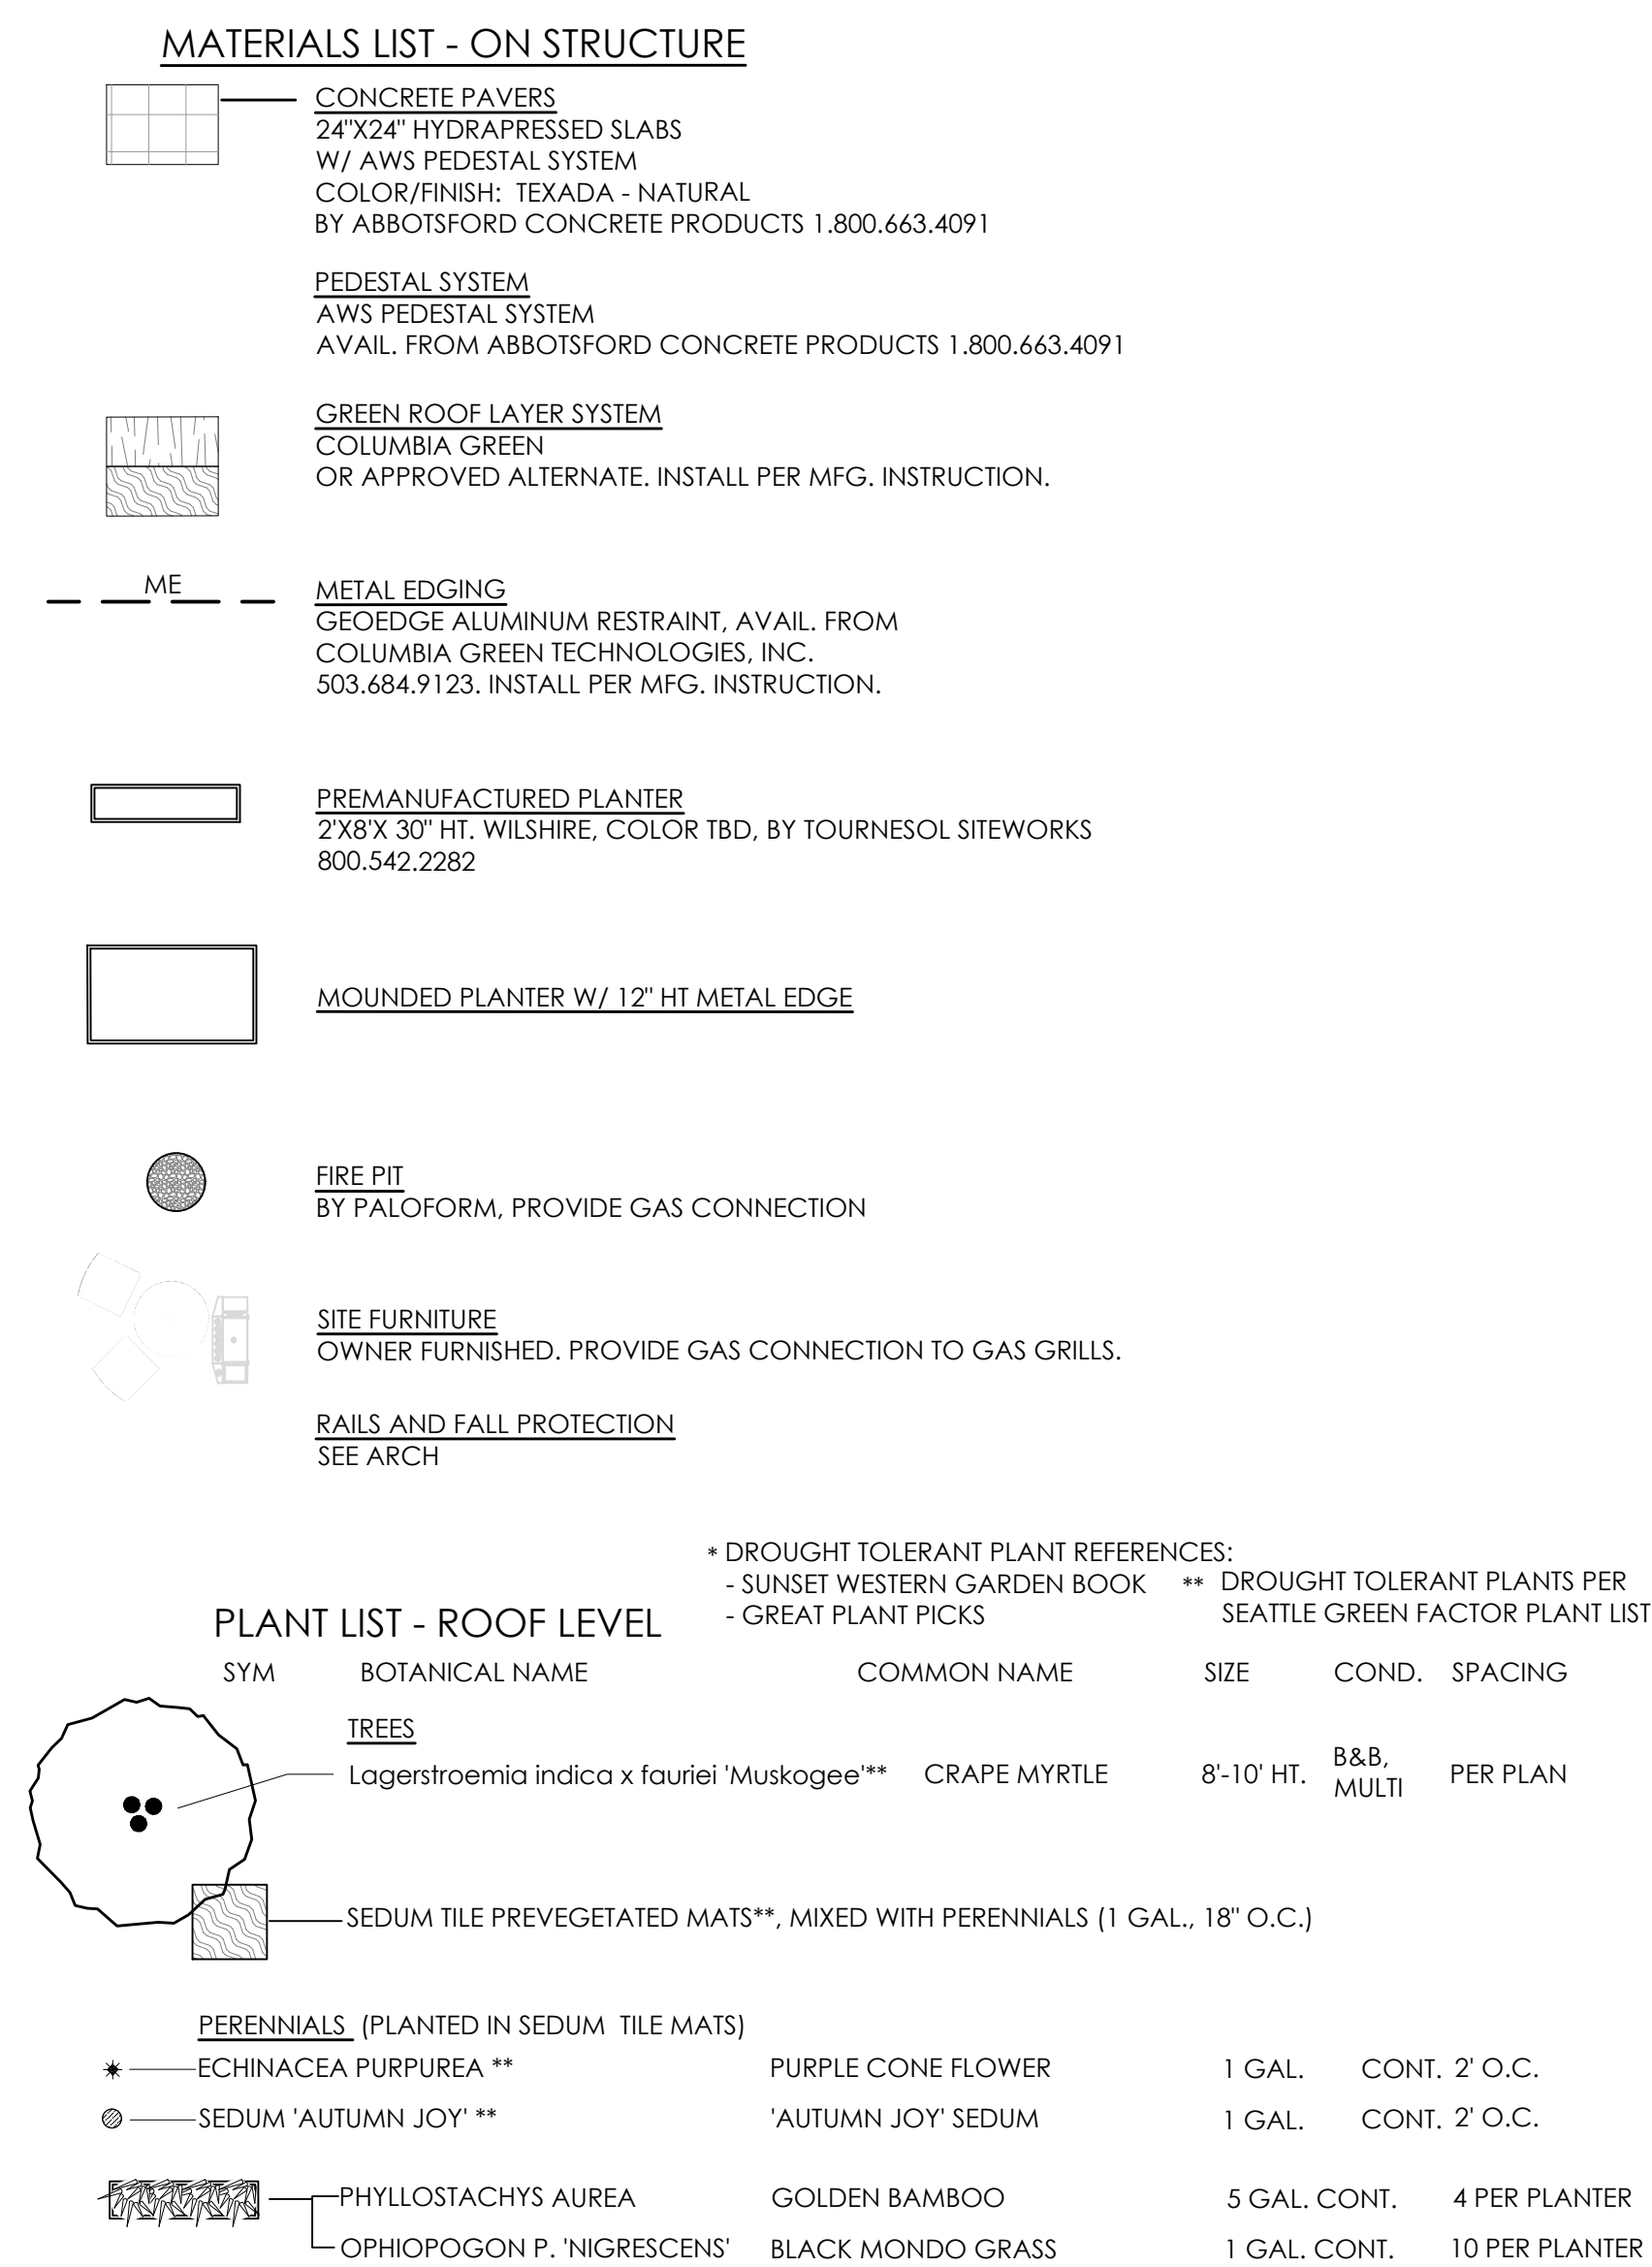 MATERIALS LIST - ON STRUCTURE
CONCRETE PAVERS
24"X24" HYDRAPRESSED SLABS
W/ AWS PEDESTAL SYSTEM
COLOR/FINISH:  TEXADA - NATURAL
BY ABBOTSFORD CONCRETE PRODUCTS 1.800.663.4091
PEDESTAL SYSTEM
AWS PEDESTAL SYSTEM
AVAIL. FROM ABBOTSFORD CONCRETE PRODUCTS 1.800.663.4091
GREEN ROOF LAYER SYSTEM
COLUMBIA GREEN
OR APPROVED ALTERNATE. INSTALL PER MFG. INSTRUCTION.
ME
METAL EDGING
GEOEDGE ALUMINUM RESTRAINT, AVAIL. FROM
COLUMBIA GREEN TECHNOLOGIES, INC.
503.684.9123. INSTALL PER MFG. INSTRUCTION.
PREMANUFACTURED PLANTER
2'X8'X 30" HT. WILSHIRE, COLOR TBD, BY TOURNESOL SITEWORKS
800.542.2282
MOUNDED PLANTER W/ 12" HT METAL EDGE
FIRE PIT
BY PALOFORM, PROVIDE GAS CONNECTION
SITE FURNITURE
OWNER FURNISHED. PROVIDE GAS CONNECTION TO GAS GRILLS.
RAILS AND FALL PROTECTION
SEE ARCH
* DROUGHT TOLERANT PLANT REFERENCES:
- SUNSET WESTERN GARDEN BOOK
- GREAT PLANT PICKS
** DROUGHT TOLERANT PLANTS PER
SEATTLE GREEN FACTOR PLANT LIST
PLANT LIST - ROOF LEVEL
SYM BOTANICAL NAME COMMON NAME SIZE COND. SPACING
TREES
Lagerstroemia indica x fauriei 'Muskogee'** CRAPE MYRTLE 8'-10' HT. B&B, MULTI PER PLAN
SEDUM TILE PREVEGETATED MATS**, MIXED WITH PERENNIALS (1 GAL., 18" O.C.)
PERENNIALS (PLANTED IN SEDUM TILE MATS)
ECHINACEA PURPUREA ** PURPLE CONE FLOWER 1 GAL. CONT. 2' O.C.
SEDUM 'AUTUMN JOY' ** 'AUTUMN JOY' SEDUM 1 GAL. CONT. 2' O.C.
PHYLLOSTACHYS AUREA GOLDEN BAMBOO 5 GAL. CONT. 4 PER PLANTER
OPHIOPOGON P. 'NIGRESCENS' BLACK MONDO GRASS 1 GAL. CONT. 10 PER PLANTER